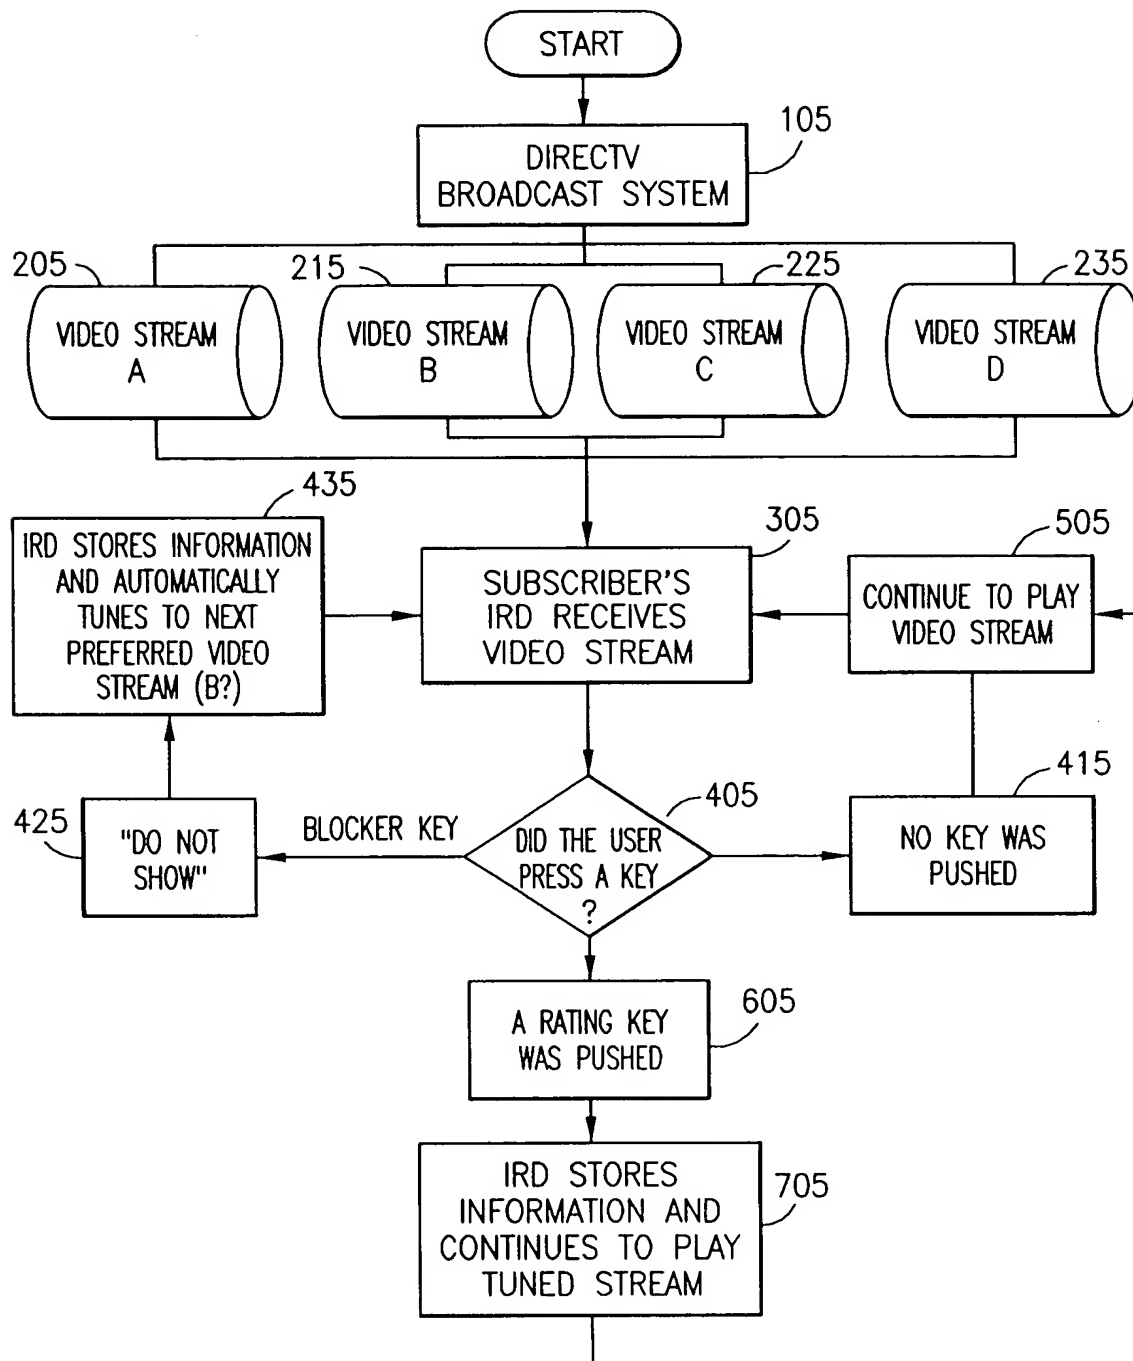 START
105
DIRECTV
BROADCAST SYSTEM
205
215
225
235
VIDEO STREAM
A
VIDEO STREAM
B
VIDEO STREAM
C
VIDEO STREAM
D
435
IRD STORES INFORMATION
AND AUTOMATICALLY
TUNES TO NEXT
PREFERRED VIDEO
STREAM (B?)
305
SUBSCRIBER'S
IRD RECEIVES
VIDEO STREAM
505
CONTINUE TO PLAY
VIDEO STREAM
425
"DO NOT
SHOW"
BLOCKER KEY
405
DID THE USER
PRESS A KEY
?
415
NO KEY WAS
PUSHED
605
A RATING KEY
WAS PUSHED
705
IRD STORES
INFORMATION AND
CONTINUES TO PLAY
TUNED STREAM